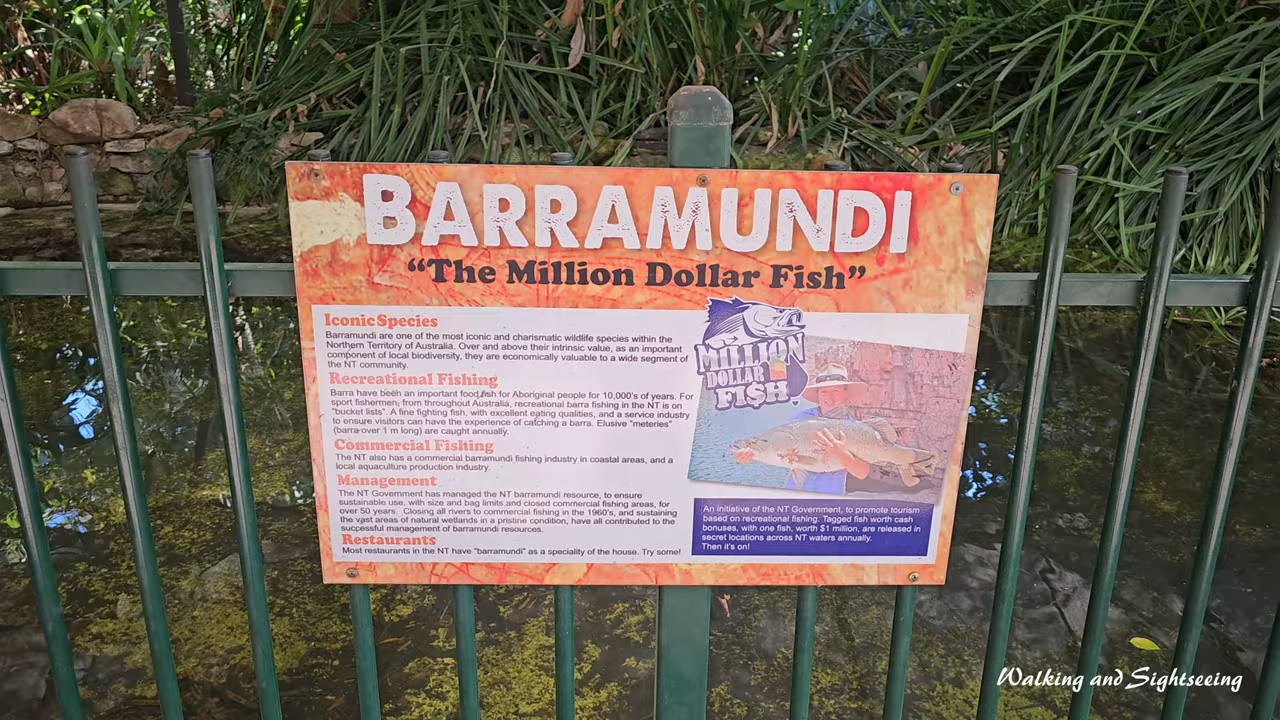 BARRAMUNDI
“The Million Dollar Fish”
Iconic Species
Barramundi are one of the most iconic and charismatic wildlife species within the
Northern Territory of Australia. Over and above their intrinsic value, as an important
component of local biodiversity, they are economically valuable to a wide segment of
the NT community.
Recreational Fishing
Barra have been an important food fish for Aboriginal people for 10,000's of years. For
sport fishermen, from throughout Australia, recreational barra fishing in the NT is on
"bucket lists". A fine fighting fish, with excellent eating qualities, and a service industry
to ensure visitors can have the experience of catching a barra. Elusive "meteries"
(barra over 1 m long) are caught annually.
Commercial Fishing
The NT also has a commercial barramundi fishing industry in coastal areas, and a
local aquaculture production industry.
Management
The NT Government has managed the NT barramundi resource, to ensure
sustainable use, with size and bag limits and closed commercial fishing areas, for
over 50 years. Closing all rivers to commercial fishing in the 1960's, and sustaining
the vast areas of natural wetlands in a pristine condition, have all contributed to the
successful management of barramundi resources.
Restaurants
Most restaurants in the NT have "barramundi" as a speciality of the house. Try some!
MILLION
DOLLAR
FI$H
An initiative of the NT Government, to promote tourism
based on recreational fishing. Tagged fish worth cash
bonuses, with one fish, worth $1 million, are released in
secret locations across NT waters annually.
Then it's on!
Walking and Sightseeing